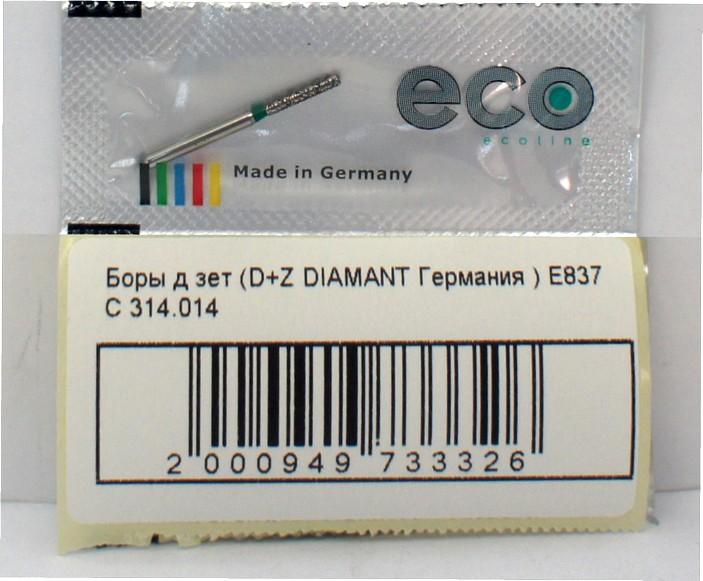 eco
ecoline
Made in Germany
Боры д зет (D+Z DIAMANT Германия ) E837
C 314.014
2 000949 733326